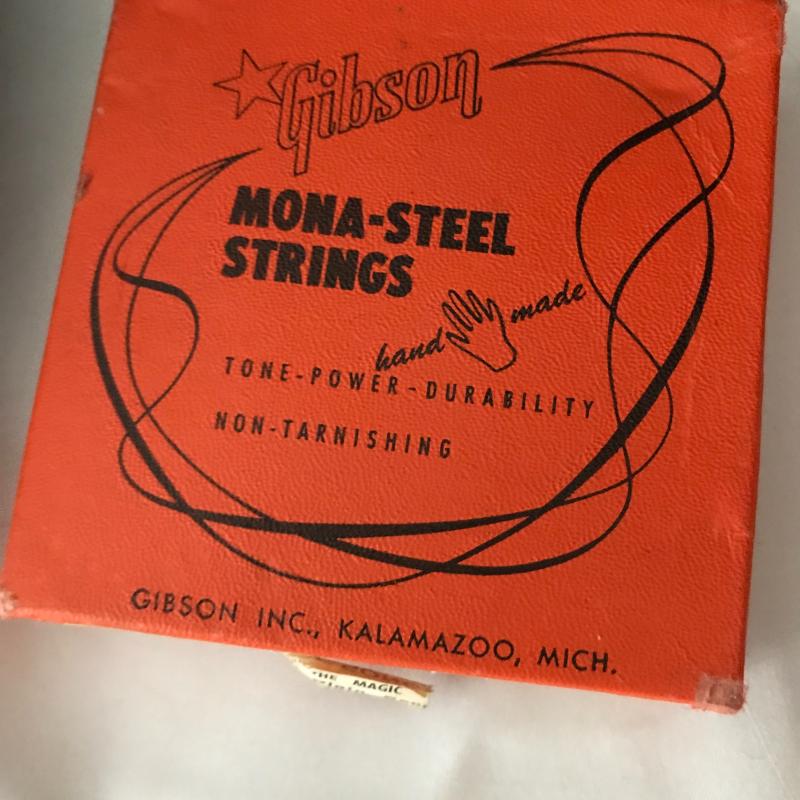 Gibson
MONA-STEEL
STRINGS
hand made
TONE-POWER-DURABILITY
NON-TARNISHING
GIBSON INC., KALAMAZOO, MICH.
THE MAGIC